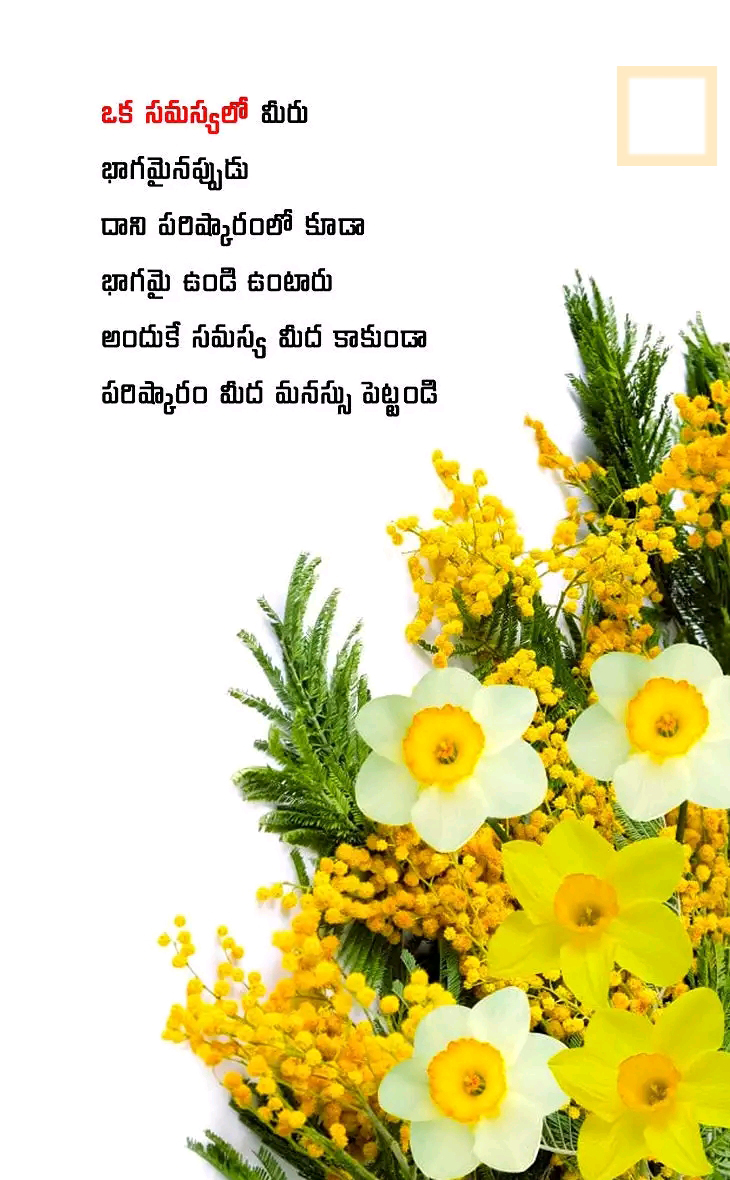 ఒక సమస్యలో మీరు
భాగమైనప్పుడు
దాని పరిష్కారంలో కూడా
భాగమై ఉండి ఉంటారు
అందుకే సమస్య మీద కాకుండా
పరిష్కారం మీద మనస్సు పెట్టండి